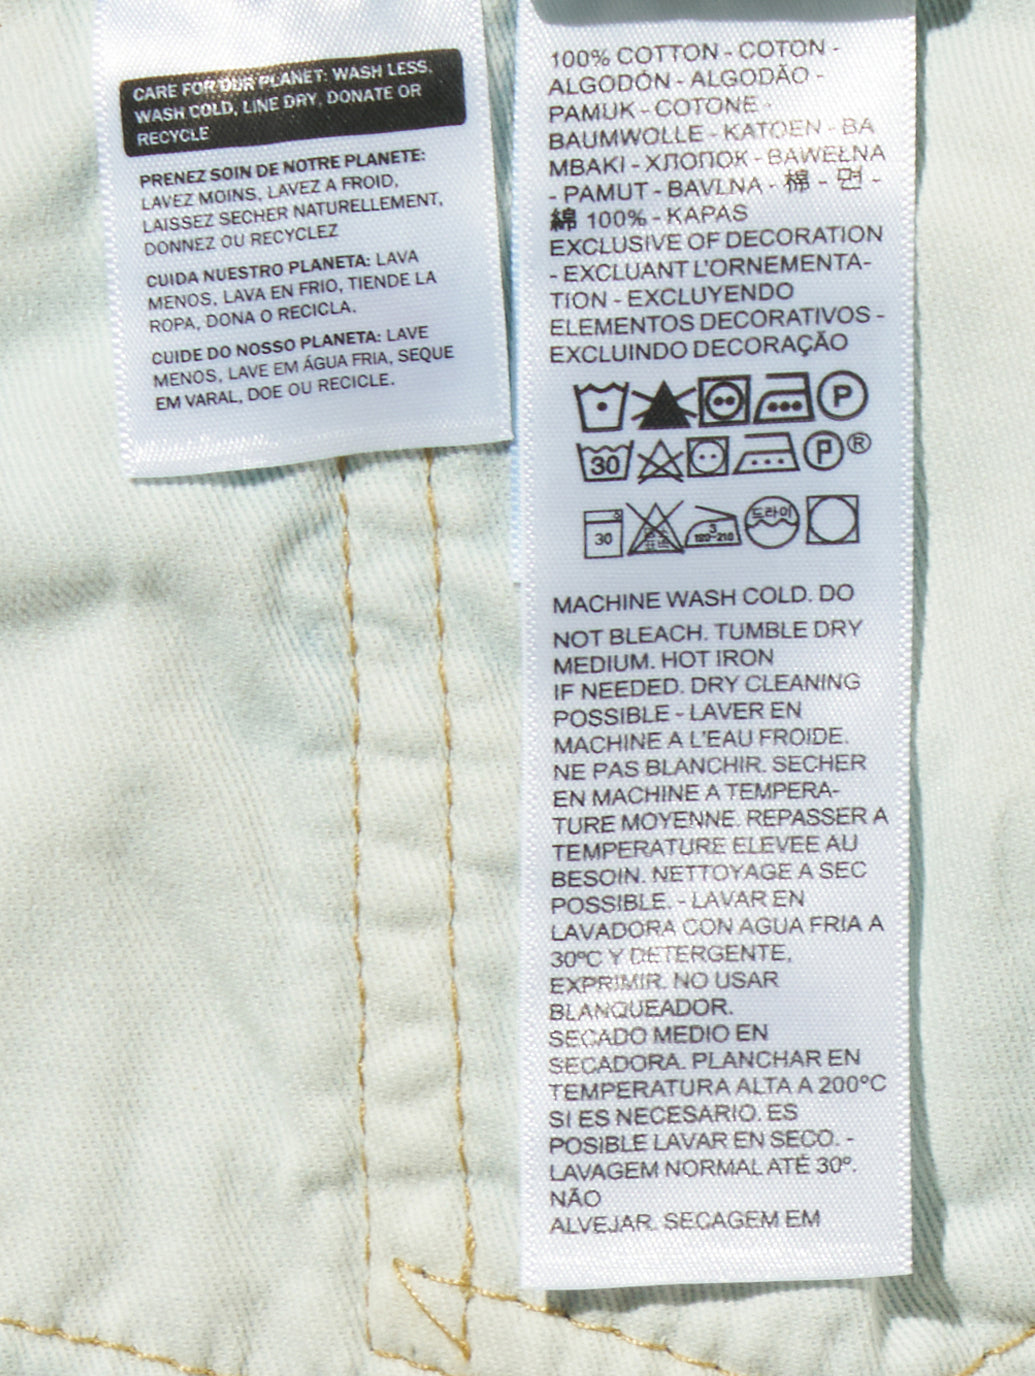 CARE FOR OUR PLANET: WASH LESS,
WASH COLD, LINE DRY, DONATE OR
RECYCLE
PRENEZ SOIN DE NOTRE PLANETE:
LAVEZ MOINS, LAVEZ A FROID,
LAISSEZ SECHER NATURELLEMENT,
DONNEZ OU RECYCLEZ
CUIDA NUESTRO PLANETA: LAVA
MENOS, LAVA EN FRIO, TIENDE LA
ROPA, DONA O RECICLA.
CUIDE DO NOSSO PLANETA: LAVE
MENOS, LAVE EM ÁGUA FRIA, SEQUE
EM VARAL, DOE OU RECICLE.
100% COTTON - COTON -
ALGODÓN - ALGODÃO -
PAMUK - COTONE -
BAUMWOLLE - KATOEN - BA
MBAKI - ХЛОПОК - BAWEŁNA
- PAMUT - BAVLNA - 棉 - 면 -
綿 100% - KAPAS
EXCLUSIVE OF DECORATION
- EXCLUANT L'ORNEMENTA-
TION - EXCLUYENDO
ELEMENTOS DECORATIVOS -
EXCLUINDO DECORAÇÃO
P
30 P ®
30 3 180~210 드라이
MACHINE WASH COLD. DO
NOT BLEACH. TUMBLE DRY
MEDIUM. HOT IRON
IF NEEDED. DRY CLEANING
POSSIBLE - LAVER EN
MACHINE A L'EAU FROIDE.
NE PAS BLANCHIR. SECHER
EN MACHINE A TEMPERA-
TURE MOYENNE. REPASSER A
TEMPERATURE ELEVEE AU
BESOIN. NETTOYAGE A SEC
POSSIBLE. - LAVAR EN
LAVADORA CON AGUA FRIA A
30ºC Y DETERGENTE,
EXPRIMIR. NO USAR
BLANQUEADOR.
SECADO MEDIO EN
SECADORA. PLANCHAR EN
TEMPERATURA ALTA A 200ºC
SI ES NECESARIO. ES
POSIBLE LAVAR EN SECO. -
LAVAGEM NORMAL ATÉ 30º.
NÃO
ALVEJAR. SECAGEM EM